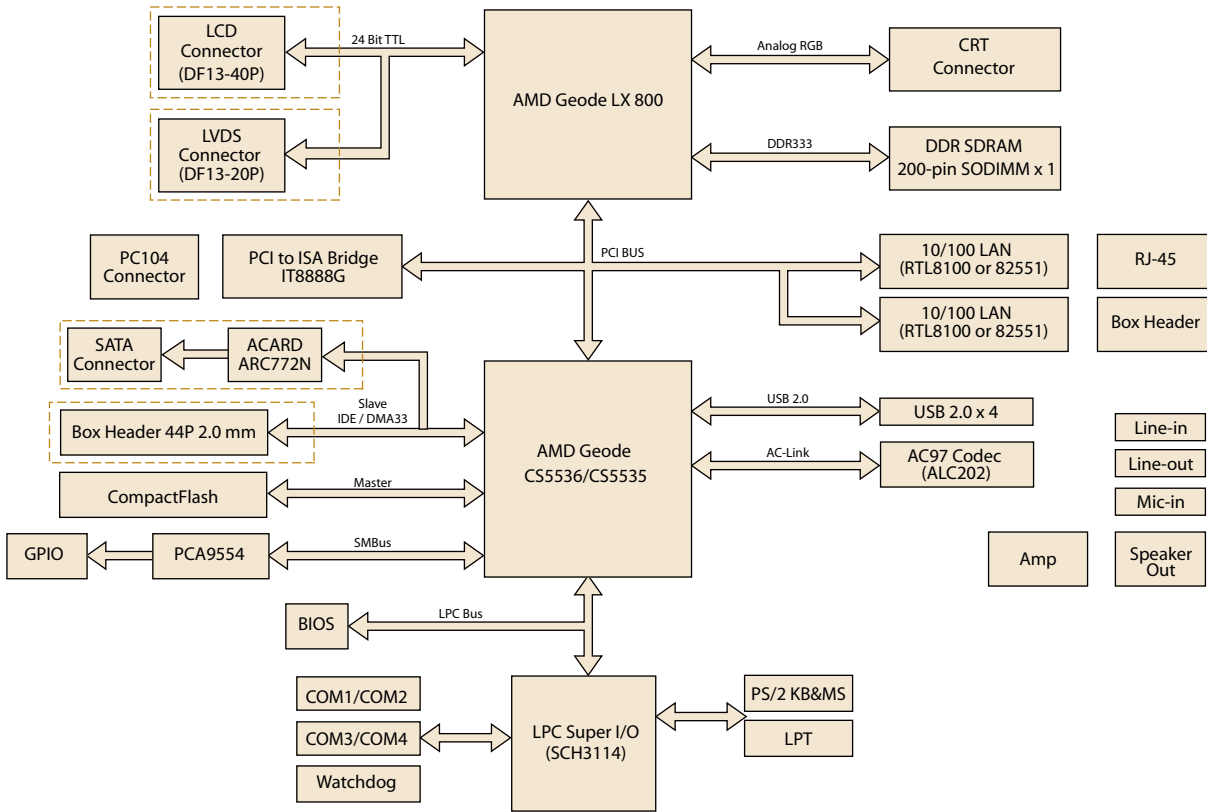 LCD
Connector
(DF13-40P)
24 Bit TTL
LVDS
Connector
(DF13-20P)
AMD Geode LX 800
Analog RGB
CRT
Connector
DDR333
DDR SDRAM
200-pin SODIMM x 1
PC104
Connector
PCI to ISA Bridge
IT8888G
PCI BUS
10/100 LAN
(RTL8100 or 82551)
RJ-45
10/100 LAN
(RTL8100 or 82551)
Box Header
SATA
Connector
ACARD
ARC772N
Slave
IDE / DMA33
Box Header 44P 2.0 mm
CompactFlash
Master
GPIO
PCA9554
SMBus
AMD Geode
CS5536/CS5535
USB 2.0
USB 2.0 x 4
AC-Link
AC97 Codec
(ALC202)
Line-in
Line-out
Mic-in
Amp
Speaker
Out
BIOS
LPC Bus
COM1/COM2
COM3/COM4
Watchdog
LPC Super I/O
(SCH3114)
PS/2 KB&MS
LPT